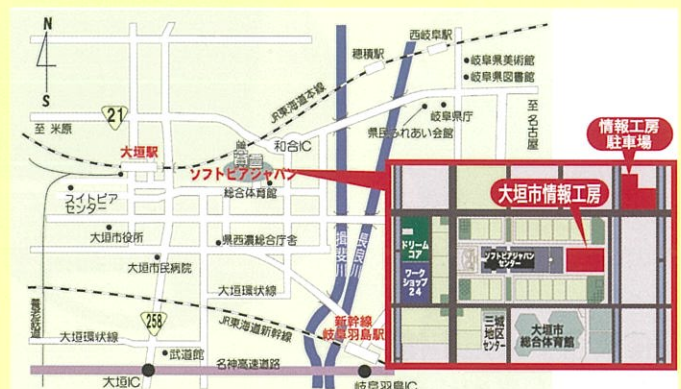 N
S
西岐阜駅
穂積駅
岐阜県美術館
岐阜県図書館
21
JR東海道本線
岐阜県庁
県民ふれあい会館
至 名古屋
至 米原
和合IC
大垣駅
ソフトピアジャパン
総合体育館
スイトピア
センター
大垣市役所
県西濃総合庁舎
大垣市民病院
揖斐川
長良川
大垣環状線
養老鉄道
258
JR東海道新幹線
新幹線
岐阜羽島駅
大垣環状線
武道館
名神高速道路
大垣IC
岐阜羽島IC
情報工房
駐車場
大垣市情報工房
ドリーム
コア
ソフトピアジャパン
センター
ワーク
ショップ
24
三城
地区
センター
大垣市
総合体育館